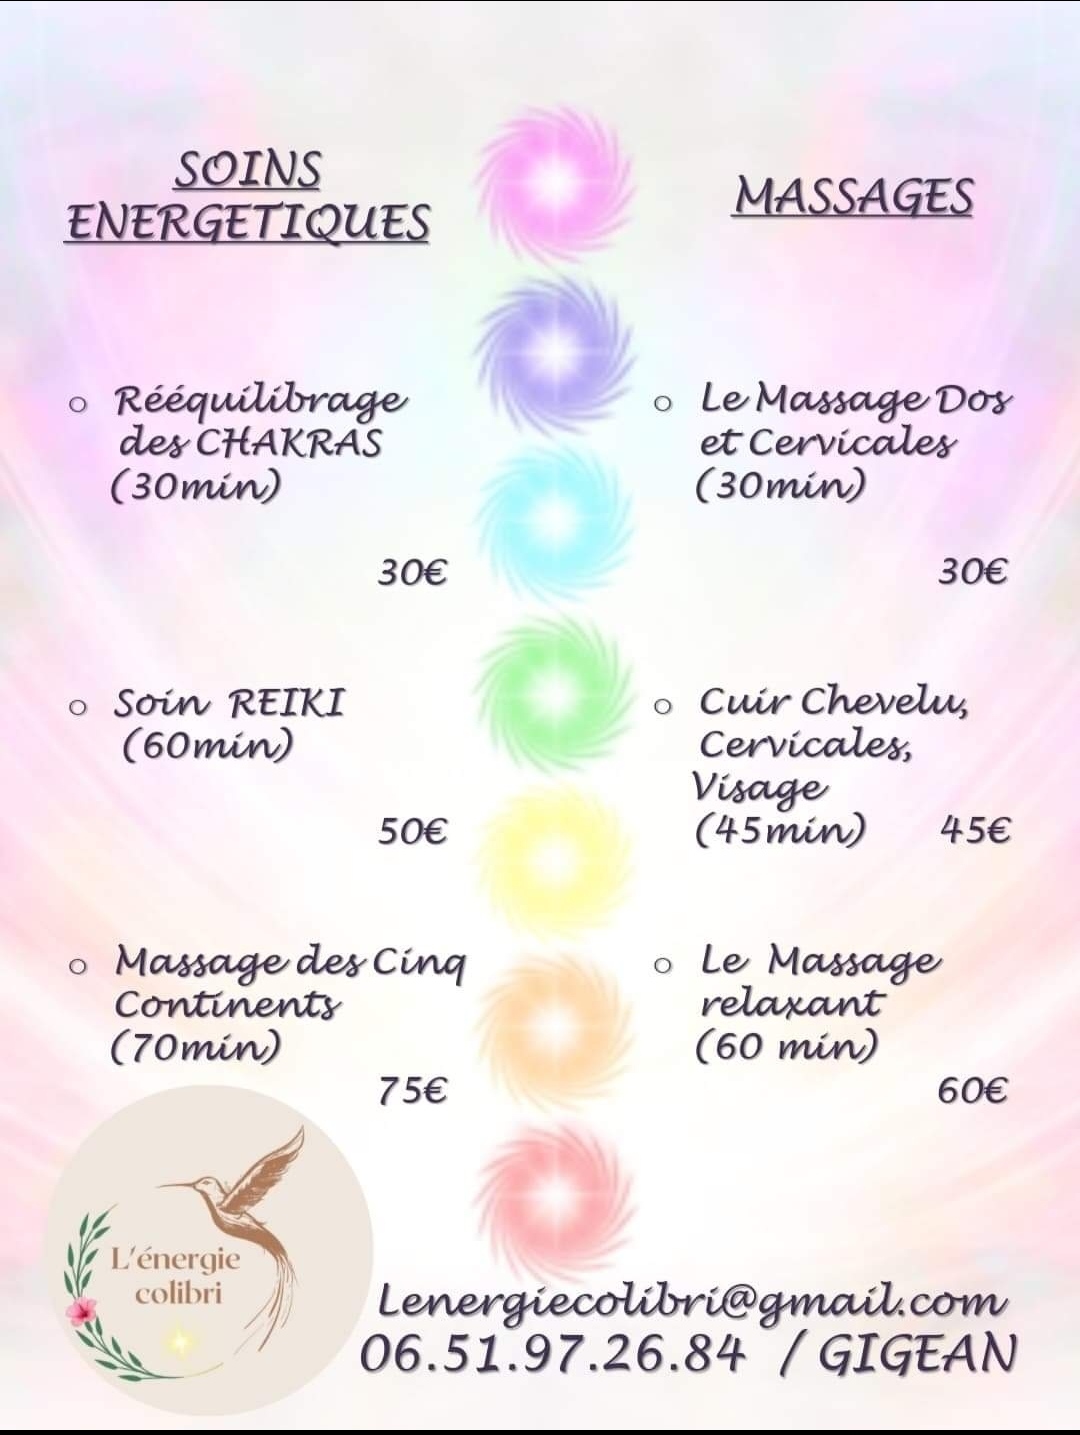 SOINS
ENERGETIQUES
o Rééquilibrage
des CHAKRAS
(30min)
30€
o Soin REIKI
(60min)
50€
o Massage des Cinq
Continents
(70min)
75€
MASSAGES
o Le Massage Dos
et Cervicales
(30min)
30€
o Cuir Chevelu,
Cervicales,
Visage
(45min) 45€
o Le Massage
relaxant
(60 min)
60€
L'énergie
colibri
Lenergiecolibri@gmail.com
06.51.97.26.84 / GIGEAN